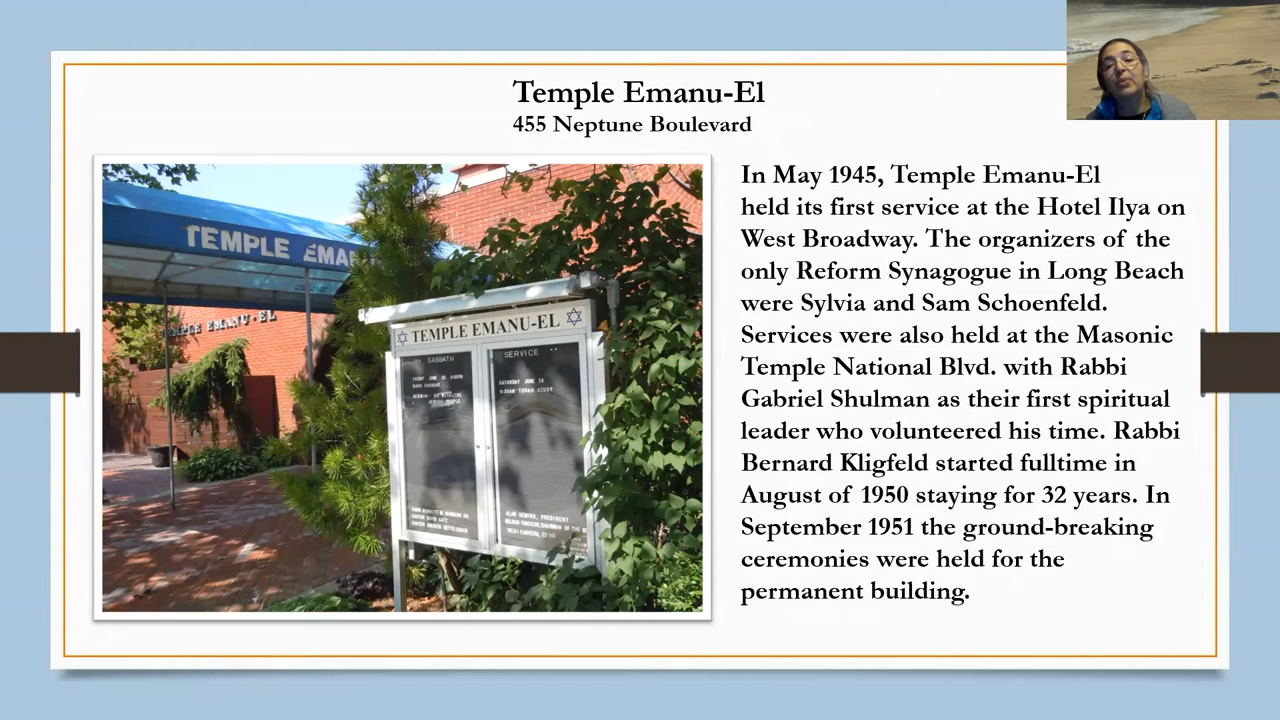 Temple Emanu-El
455 Neptune Boulevard
TEMPLE EMAN
TEMPLE EMANU-EL
TEMPLE EMANU-EL
SABBATH
SERVICE
SATURDAY JUNE 26
In May 1945, Temple Emanu-El
held its first service at the Hotel Ilya on
West Broadway. The organizers of the
only Reform Synagogue in Long Beach
were Sylvia and Sam Schoenfeld.
Services were also held at the Masonic
Temple National Blvd. with Rabbi
Gabriel Shulman as their first spiritual
leader who volunteered his time. Rabbi
Bernard Kligfeld started fulltime in
August of 1950 staying for 32 years. In
September 1951 the ground-breaking
ceremonies were held for the
permanent building.